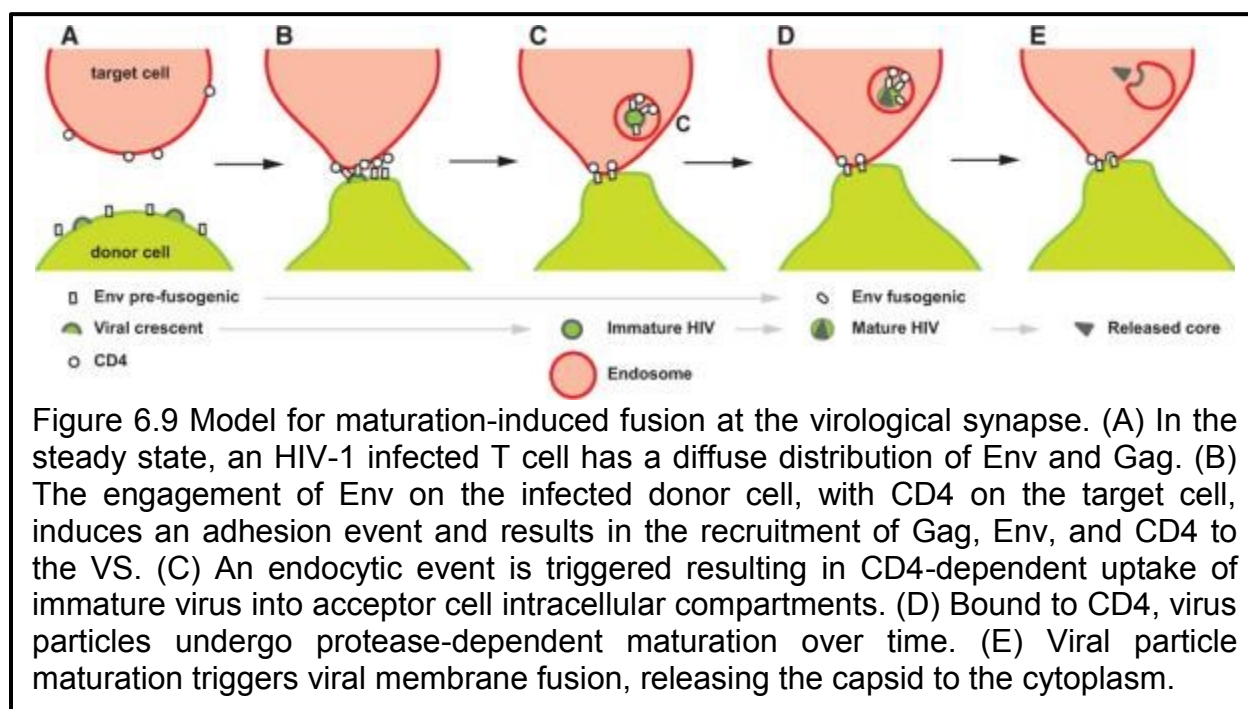 A B C D E
target cell
C
donor cell
Env pre-fusogenic Env fusogenic
Viral crescent Immature HIV Mature HIV Released core
CD4
Endosome
Figure 6.9 Model for maturation-induced fusion at the virological synapse. (A) In the
steady state, an HIV-1 infected T cell has a diffuse distribution of Env and Gag. (B)
The engagement of Env on the infected donor cell, with CD4 on the target cell,
induces an adhesion event and results in the recruitment of Gag, Env, and CD4 to
the VS. (C) An endocytic event is triggered resulting in CD4-dependent uptake of
immature virus into acceptor cell intracellular compartments. (D) Bound to CD4, virus
particles undergo protease-dependent maturation over time. (E) Viral particle
maturation triggers viral membrane fusion, releasing the capsid to the cytoplasm.